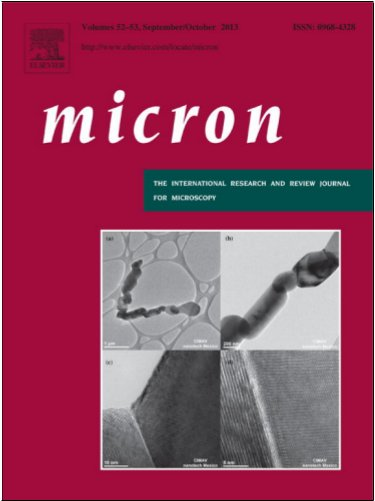 Volumes 52–53, September/October 2013
ISSN: 0968-4328
http://www.elsevier.com/locate/micron
ELSEVIER
micron
THE INTERNATIONAL RESEARCH AND REVIEW JOURNAL
FOR MICROSCOPY
(a)
(b)
1 µm
CIMAV
nanotech Mexico
200 nm
CIMAV
nanotech Mexico
(c)
(d)
10 nm
CIMAV
nanotech Mexico
5 nm
CIMAV
nanotech Mexico